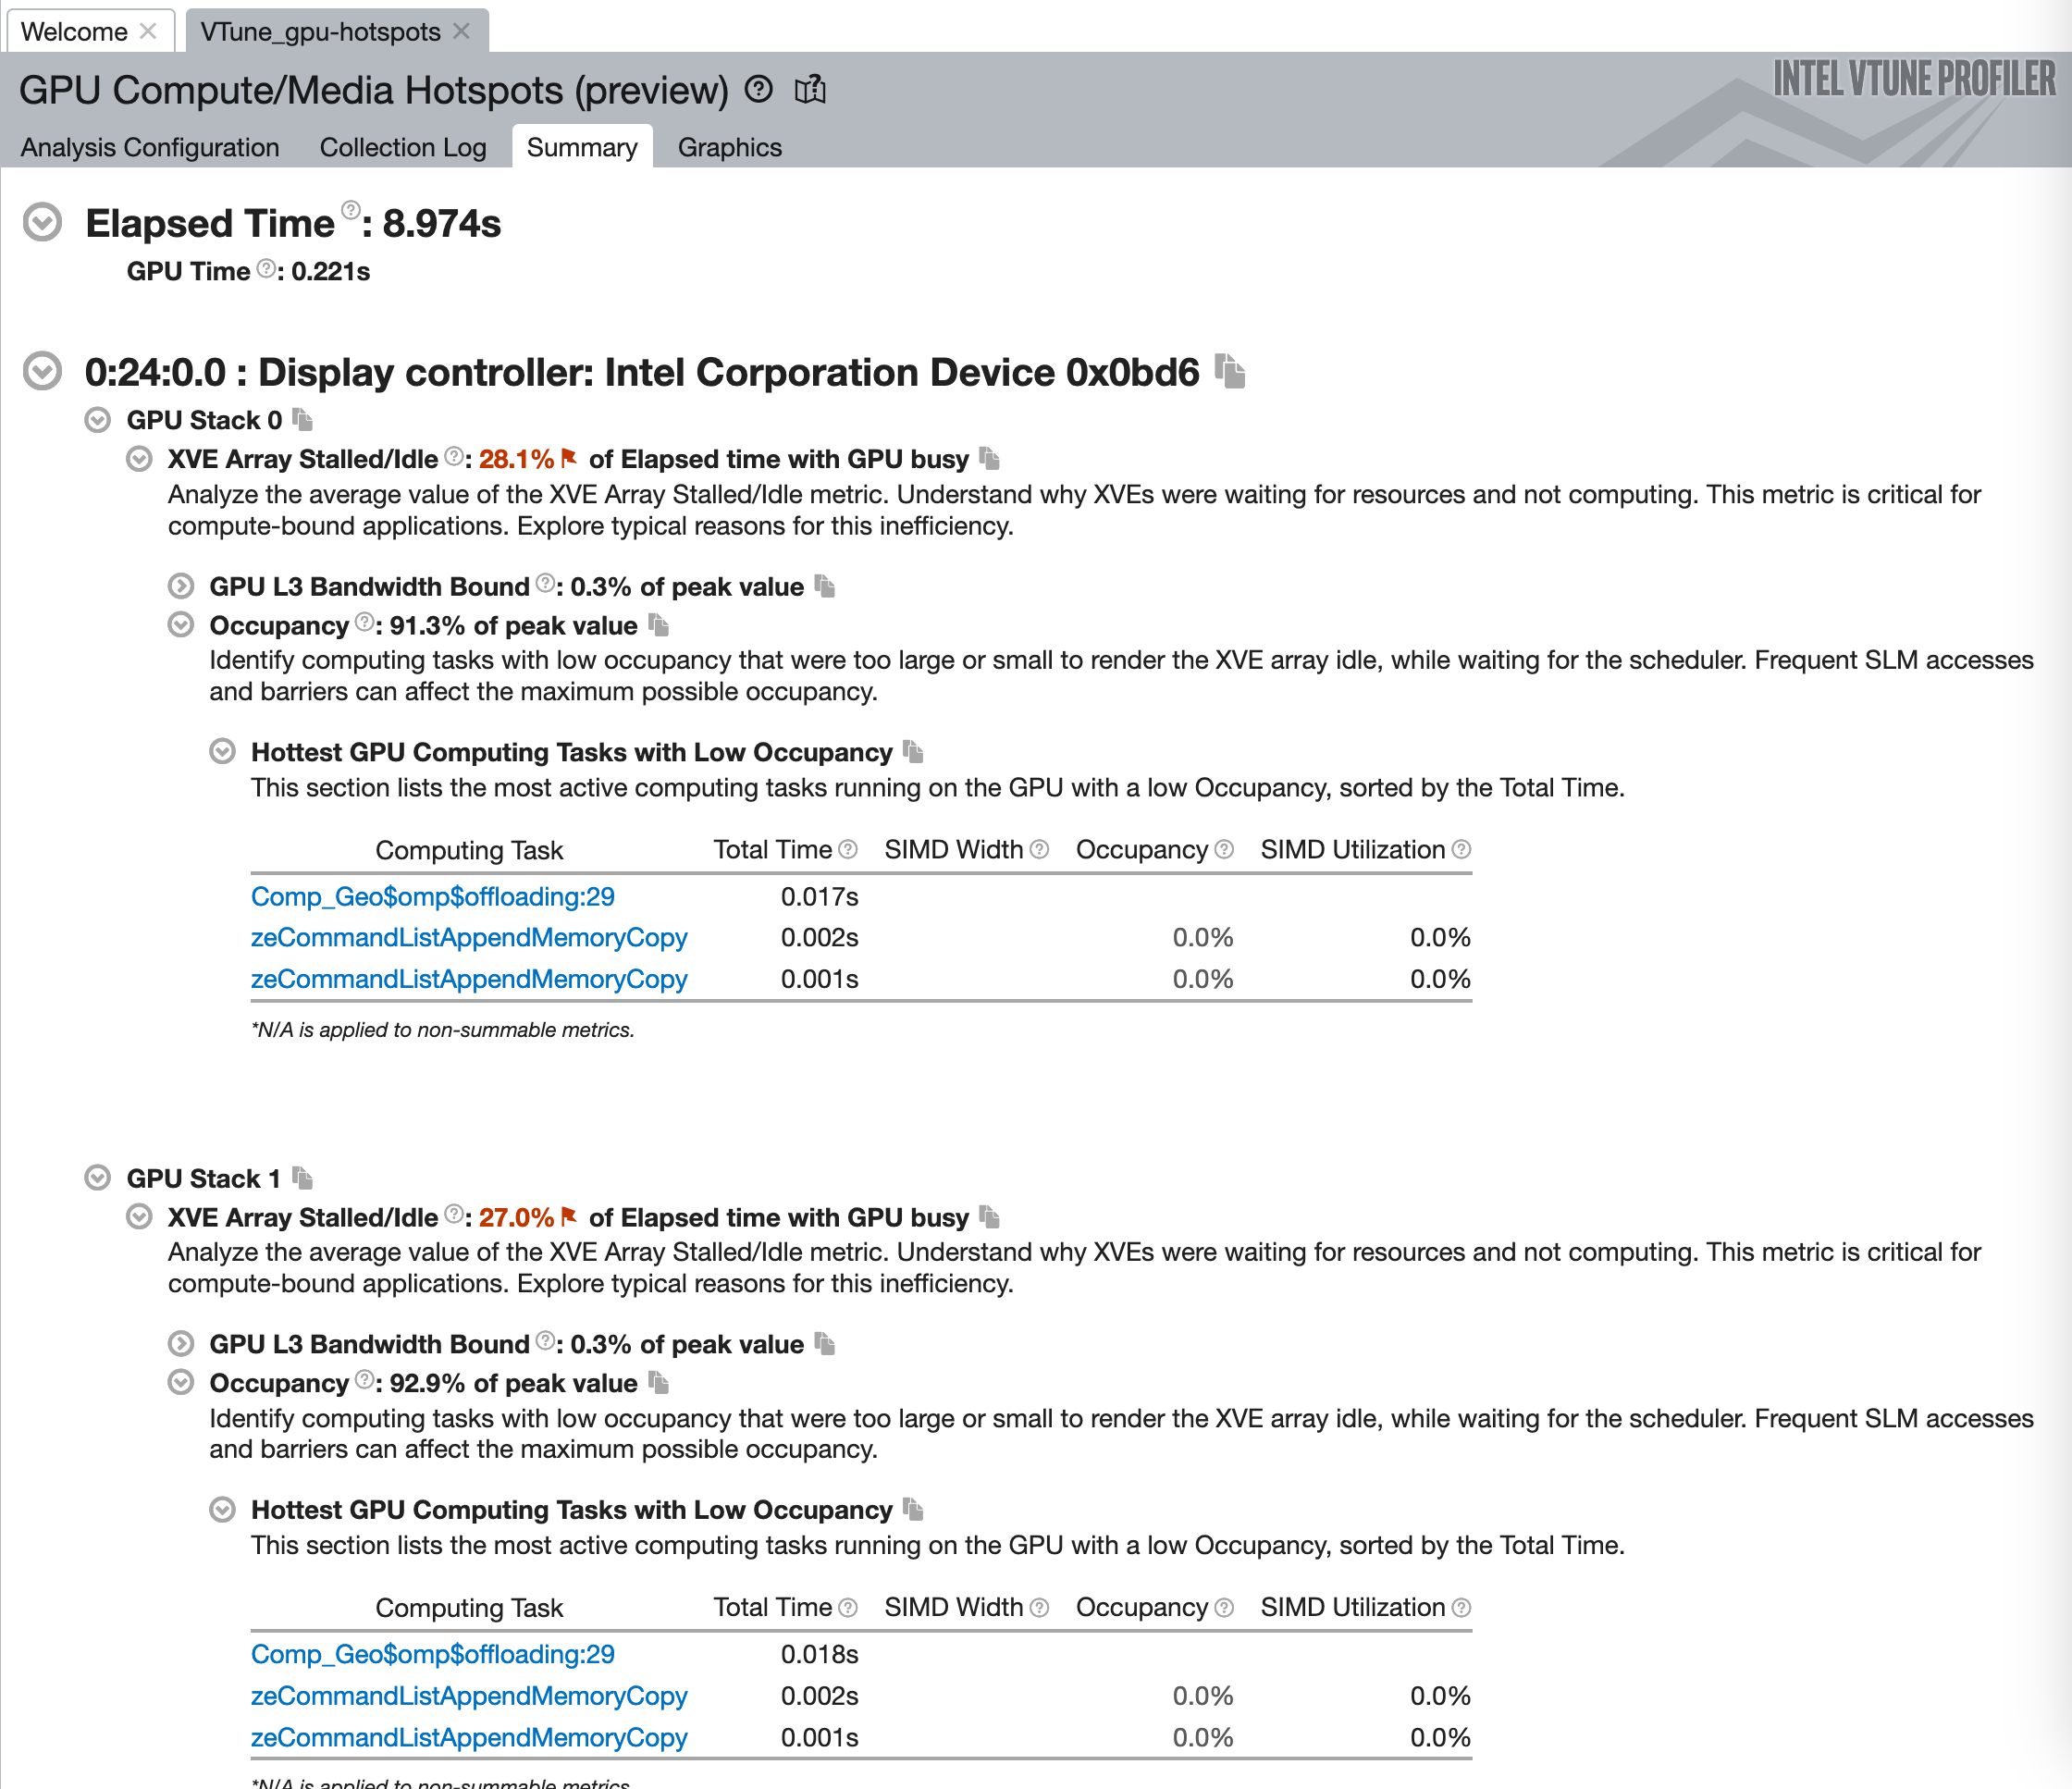 Welcome
VTune_gpu-hotspots
GPU Compute/Media Hotspots (preview)
INTEL VTUNE PROFILER
Analysis Configuration Collection Log Summary Graphics
Elapsed Time : 8.974s
GPU Time : 0.221s
0:24:0.0 : Display controller: Intel Corporation Device 0x0bd6
GPU Stack 0
XVE Array Stalled/Idle : 28.1% of Elapsed time with GPU busy
Analyze the average value of the XVE Array Stalled/Idle metric. Understand why XVEs were waiting for resources and not computing. This metric is critical for
compute-bound applications. Explore typical reasons for this inefficiency.
GPU L3 Bandwidth Bound : 0.3% of peak value
Occupancy : 91.3% of peak value
Identify computing tasks with low occupancy that were too large or small to render the XVE array idle, while waiting for the scheduler. Frequent SLM accesses
and barriers can affect the maximum possible occupancy.
Hottest GPU Computing Tasks with Low Occupancy
This section lists the most active computing tasks running on the GPU with a low Occupancy, sorted by the Total Time.
Computing Task Total Time SIMD Width Occupancy SIMD Utilization
Comp_Geo$omp$offloading:29 0.017s
zeCommandListAppendMemoryCopy 0.002s 0.0% 0.0%
zeCommandListAppendMemoryCopy 0.001s 0.0% 0.0%
*N/A is applied to non-summable metrics.
GPU Stack 1
XVE Array Stalled/Idle : 27.0% of Elapsed time with GPU busy
Analyze the average value of the XVE Array Stalled/Idle metric. Understand why XVEs were waiting for resources and not computing. This metric is critical for
compute-bound applications. Explore typical reasons for this inefficiency.
GPU L3 Bandwidth Bound : 0.3% of peak value
Occupancy : 92.9% of peak value
Identify computing tasks with low occupancy that were too large or small to render the XVE array idle, while waiting for the scheduler. Frequent SLM accesses
and barriers can affect the maximum possible occupancy.
Hottest GPU Computing Tasks with Low Occupancy
This section lists the most active computing tasks running on the GPU with a low Occupancy, sorted by the Total Time.
Computing Task Total Time SIMD Width Occupancy SIMD Utilization
Comp_Geo$omp$offloading:29 0.018s
zeCommandListAppendMemoryCopy 0.002s 0.0% 0.0%
zeCommandListAppendMemoryCopy 0.001s 0.0% 0.0%
*N/A is applied to non-summable metrics.